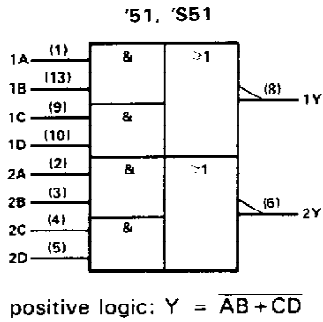 '51, 'S51
1A (1) & ≥1
1B (13)
1C (9) & (8) 1Y
1D (10)
2A (2) & ≥1
2B (3)
2C (4) & (6) 2Y
2D (5)
positive logic: Y = \overline{AB+CD}